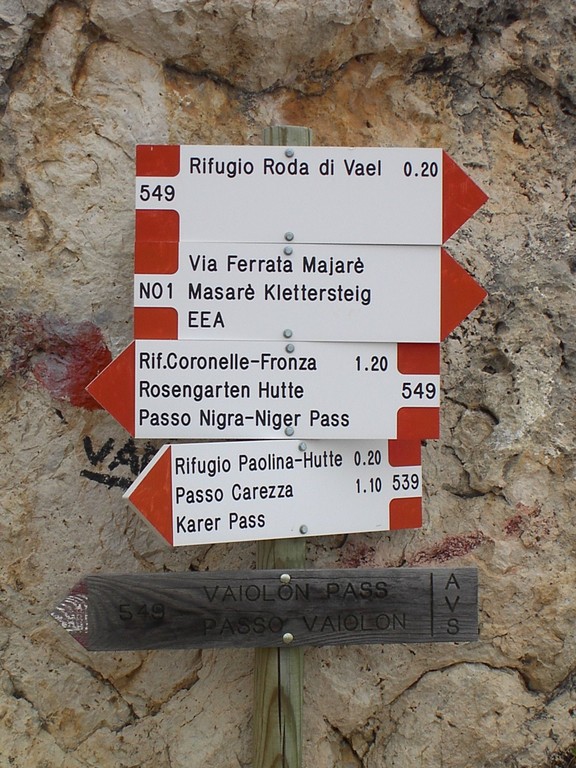 Rifugio Roda di Vael 0.20
549
Via Ferrata Majarè
NO1 Masarè Klettersteig
EEA
Rif.Coronelle-Fronza 1.20
Rosengarten Hutte 549
Passo Nigra-Niger Pass
Rifugio Paolina-Hutte 0.20
Passo Carezza 1.10 539
Karer Pass
VAIOLON PASS
549
PASSO VAIOLON
AVS